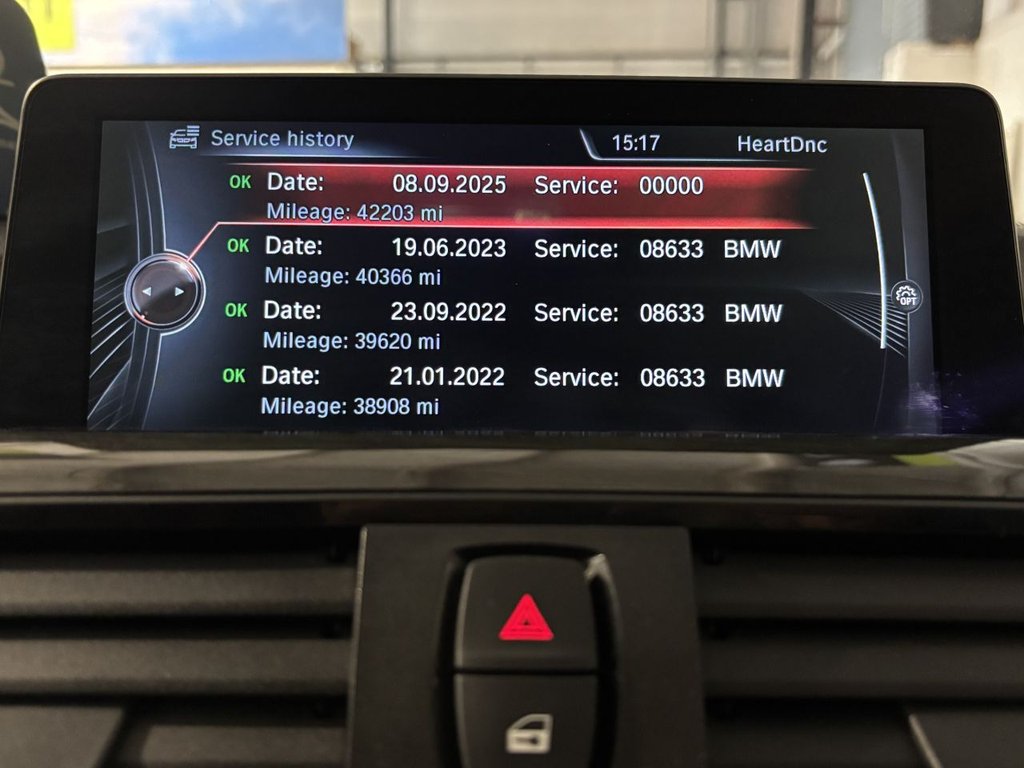 Service history 15:17 HeartDnc
OK Date: 08.09.2025 Service: 00000
Mileage: 42203 mi
OK Date: 19.06.2023 Service: 08633 BMW
Mileage: 40366 mi
OPT
OK Date: 23.09.2022 Service: 08633 BMW
Mileage: 39620 mi
OK Date: 21.01.2022 Service: 08633 BMW
Mileage: 38908 mi